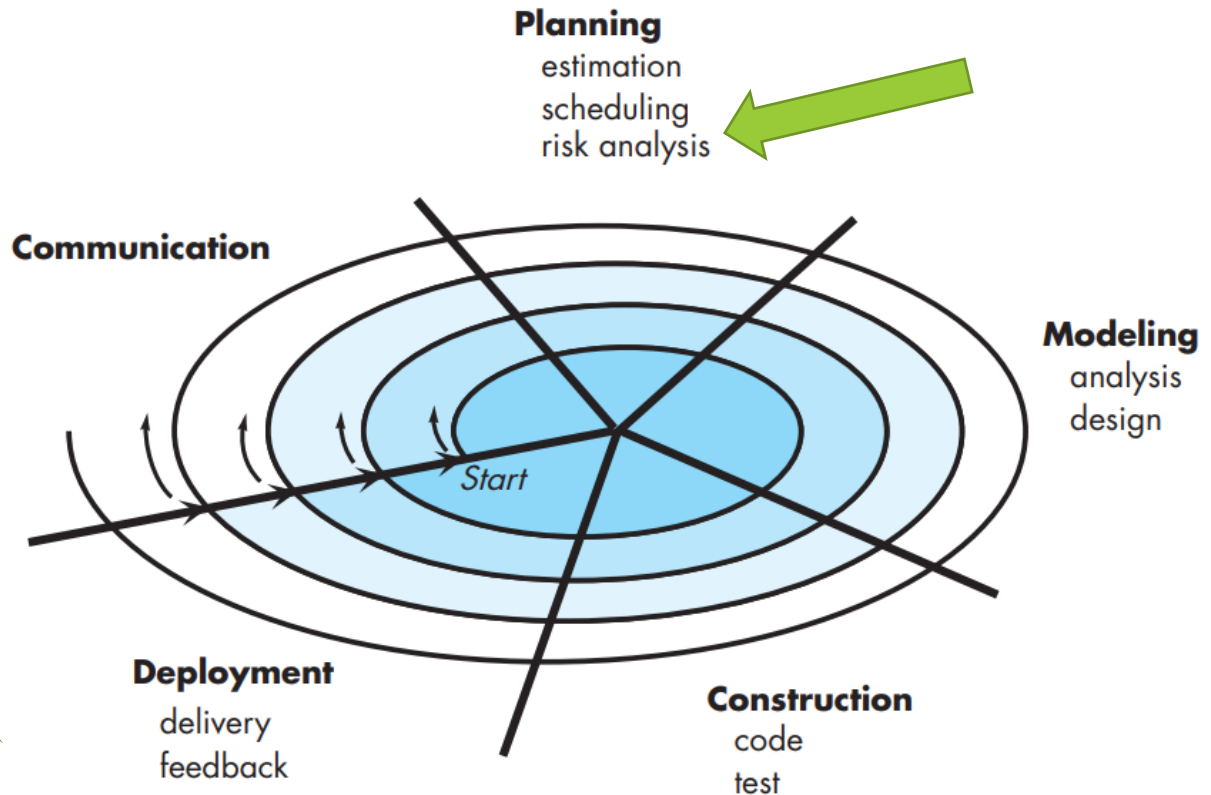 Planning
estimation
scheduling
risk analysis
Communication
Modeling
analysis
design
Start
Deployment
delivery
feedback
Construction
code
test